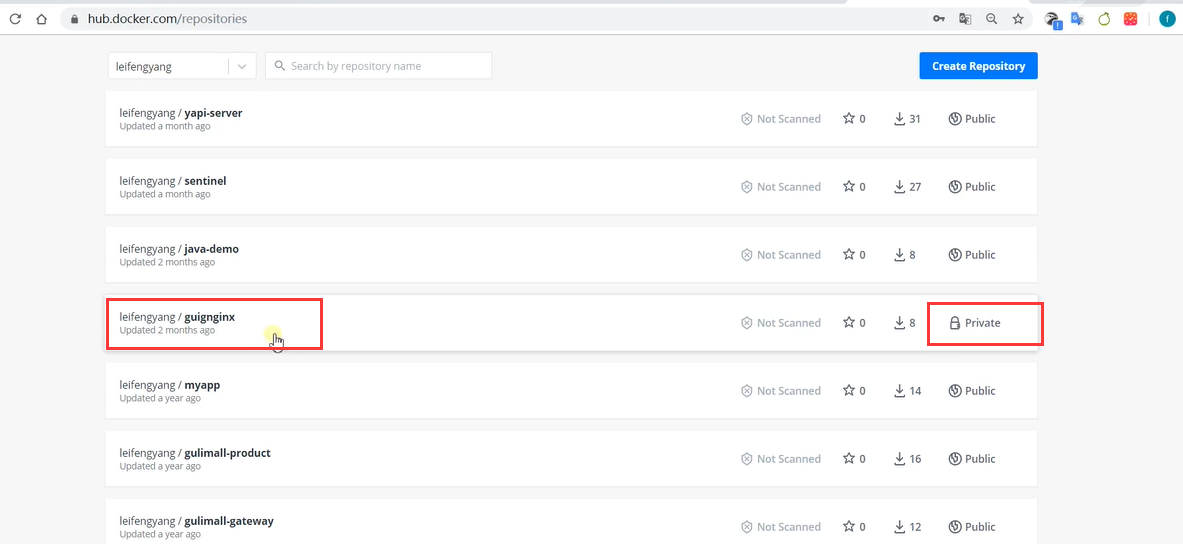 hub.docker.com/repositories
leifengyang
Search by repository name
Create Repository
leifengyang / yapi-server
Updated a month ago
Not Scanned
0
31
Public
leifengyang / sentinel
Updated a month ago
Not Scanned
0
27
Public
leifengyang / java-demo
Updated 2 months ago
Not Scanned
0
8
Public
leifengyang / guignginx
Updated 2 months ago
Not Scanned
0
8
Private
leifengyang / myapp
Updated a year ago
Not Scanned
0
14
Public
leifengyang / gulimall-product
Updated a year ago
Not Scanned
0
16
Public
leifengyang / gulimall-gateway
Updated a year ago
Not Scanned
0
12
Public